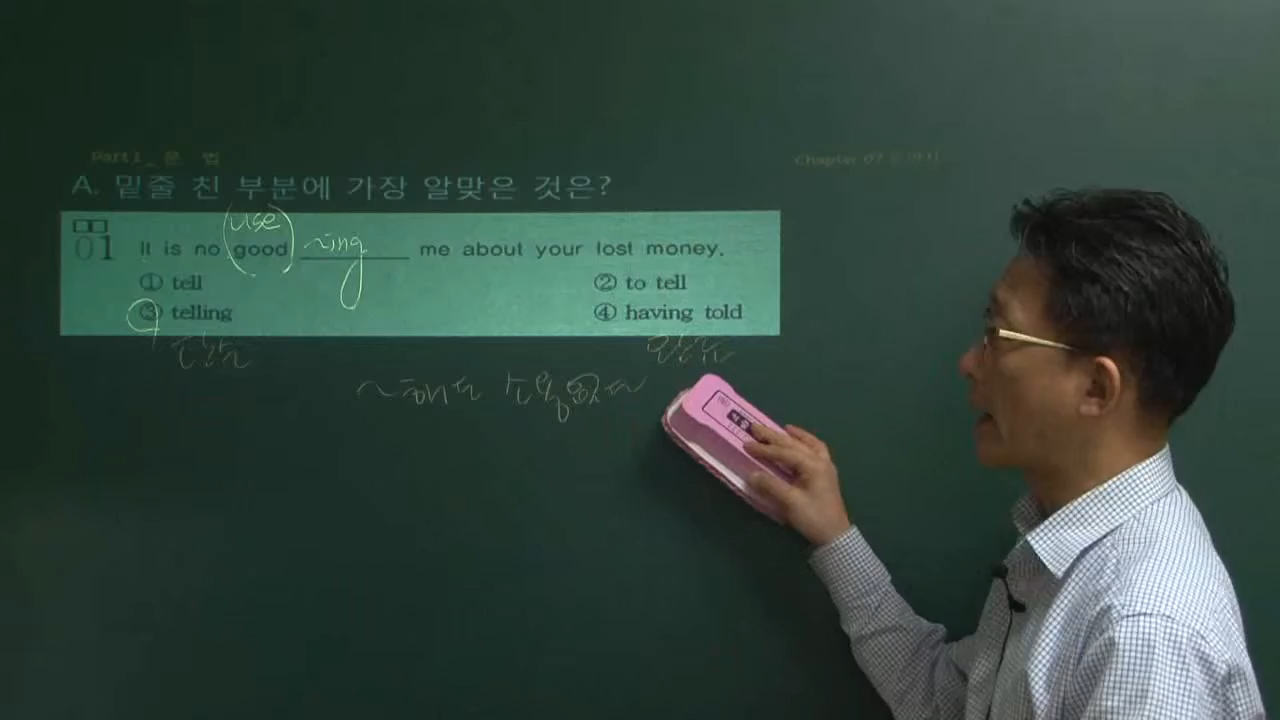 Part1_문 법
Chapter 07
A. 밑줄 친 부분에 가장 알맞은 것은?
(use)
01 It is no good ~ing me about your lost money.
① tell ② to tell
③ telling ④ having told
~해도 소용없다